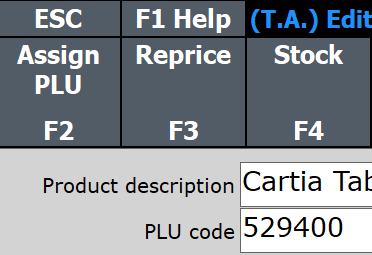 ESC F1 Help (T.A.) Edit
Assign Reprice Stock
PLU
F2 F3 F4
Product description Cartia Tab
PLU code 529400